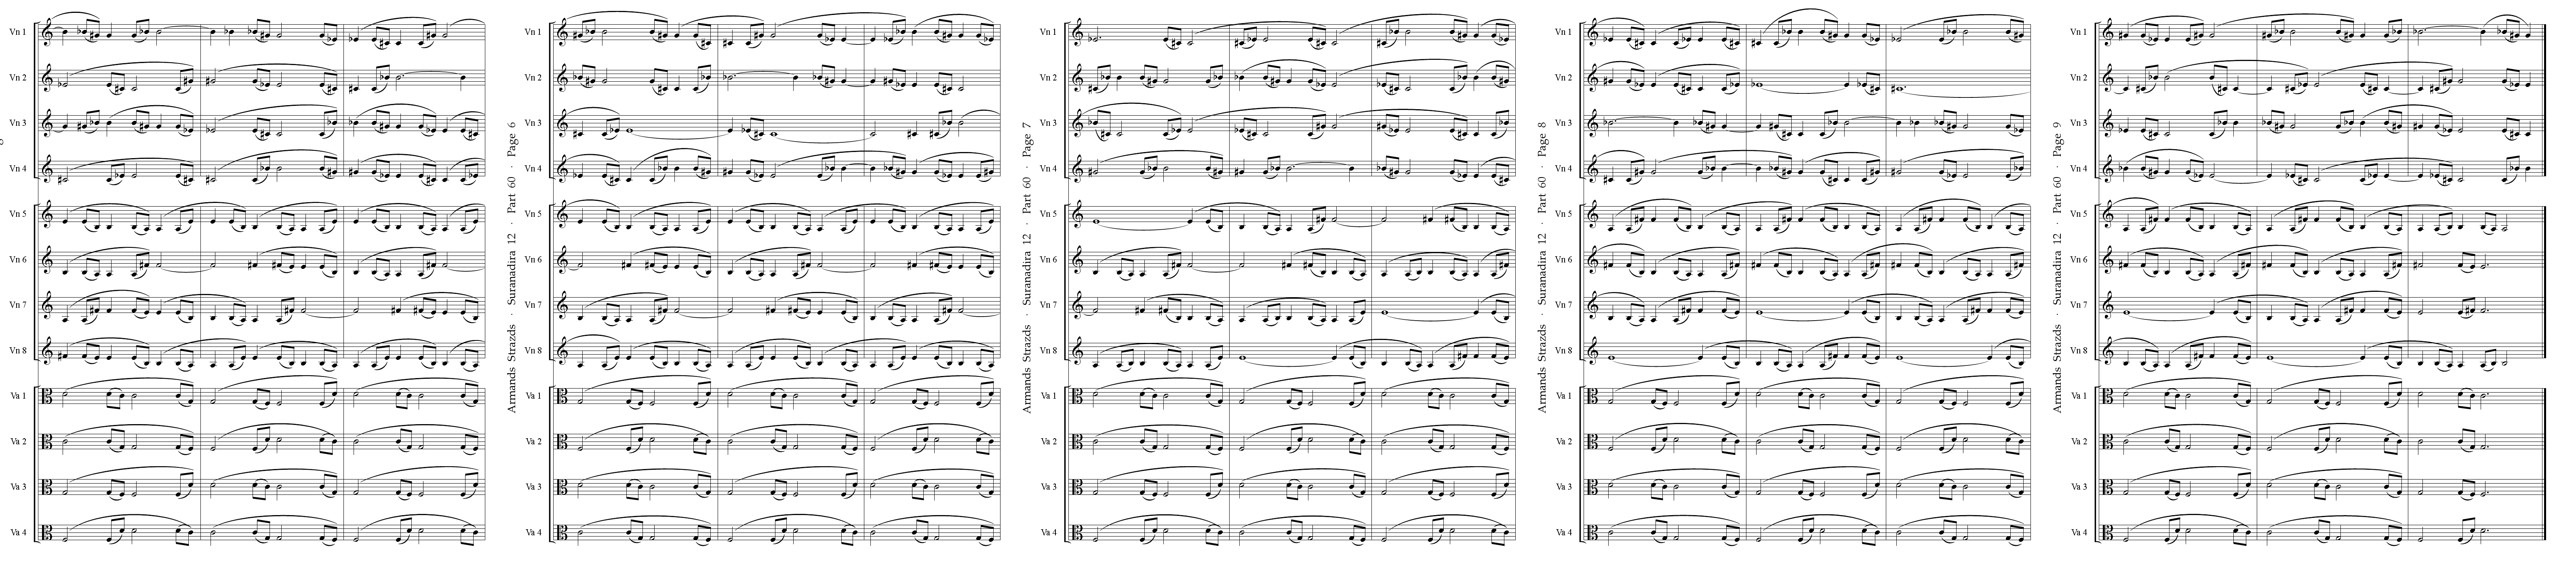 Vn 1
Vn 2
Vn 3
Vn 4
Vn 5
Vn 6
Vn 7
Vn 8
Va 1
Va 2
Va 3
Va 4
Armands Strazds · Suranadira 12 · Part 60 · Page 6
Vn 1
Vn 2
Vn 3
Vn 4
Vn 5
Vn 6
Vn 7
Vn 8
Va 1
Va 2
Va 3
Va 4
Armands Strazds · Suranadira 12 · Part 60 · Page 7
Vn 1
Vn 2
Vn 3
Vn 4
Vn 5
Vn 6
Vn 7
Vn 8
Va 1
Va 2
Va 3
Va 4
Armands Strazds · Suranadira 12 · Part 60 · Page 8
Vn 1
Vn 2
Vn 3
Vn 4
Vn 5
Vn 6
Vn 7
Vn 8
Va 1
Va 2
Va 3
Va 4
Armands Strazds · Suranadira 12 · Part 60 · Page 9
Vn 1
Vn 2
Vn 3
Vn 4
Vn 5
Vn 6
Vn 7
Vn 8
Va 1
Va 2
Va 3
Va 4